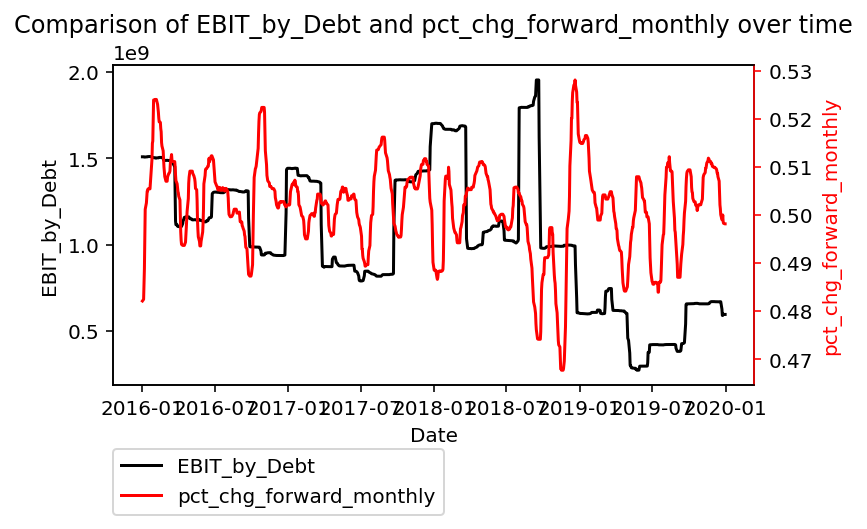 Comparison of EBIT_by_Debt and pct_chg_forward_monthly over time
1e9
2.0
1.5
1.0
0.5
EBIT_by_Debt
0.53
0.52
0.51
0.50
0.49
0.48
0.47
pct_chg_forward_monthly
2016-01 2016-07 2017-01 2017-07 2018-01 2018-07 2019-01 2019-07 2020-01
Date
EBIT_by_Debt
pct_chg_forward_monthly